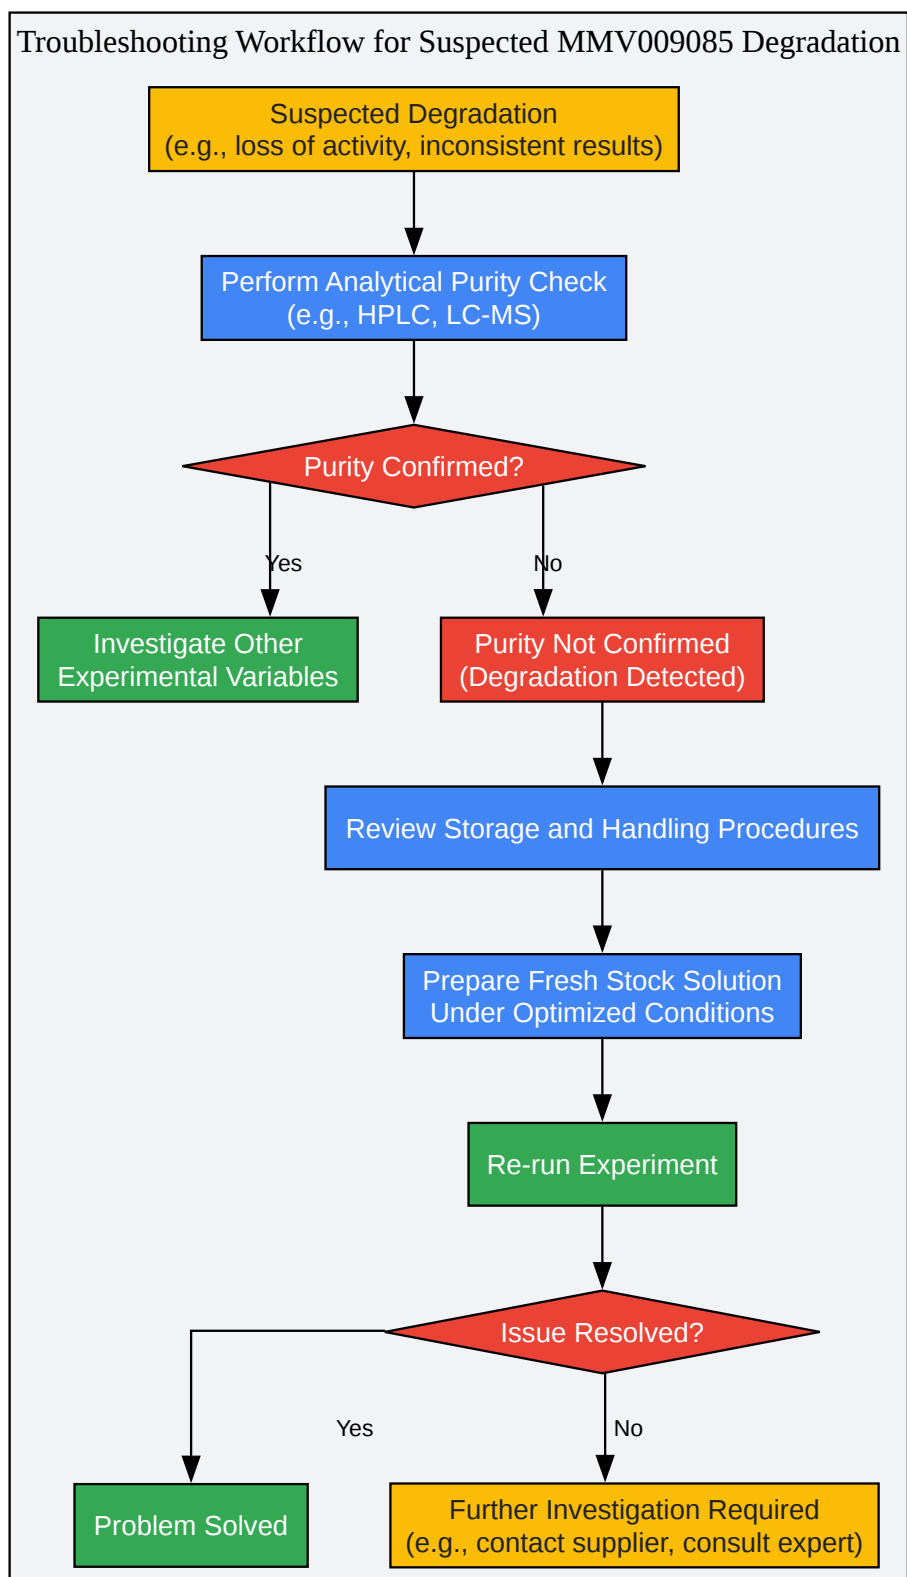 Troubleshooting Workflow for Suspected MMV009085 Degradation
Suspected Degradation
(e.g., loss of activity, inconsistent results)
Perform Analytical Purity Check
(e.g., HPLC, LC-MS)
Purity Confirmed?
Yes
No
Investigate Other
Experimental Variables
Purity Not Confirmed
(Degradation Detected)
Review Storage and Handling Procedures
Prepare Fresh Stock Solution
Under Optimized Conditions
Re-run Experiment
Issue Resolved?
Yes
No
Problem Solved
Further Investigation Required
(e.g., contact supplier, consult expert)